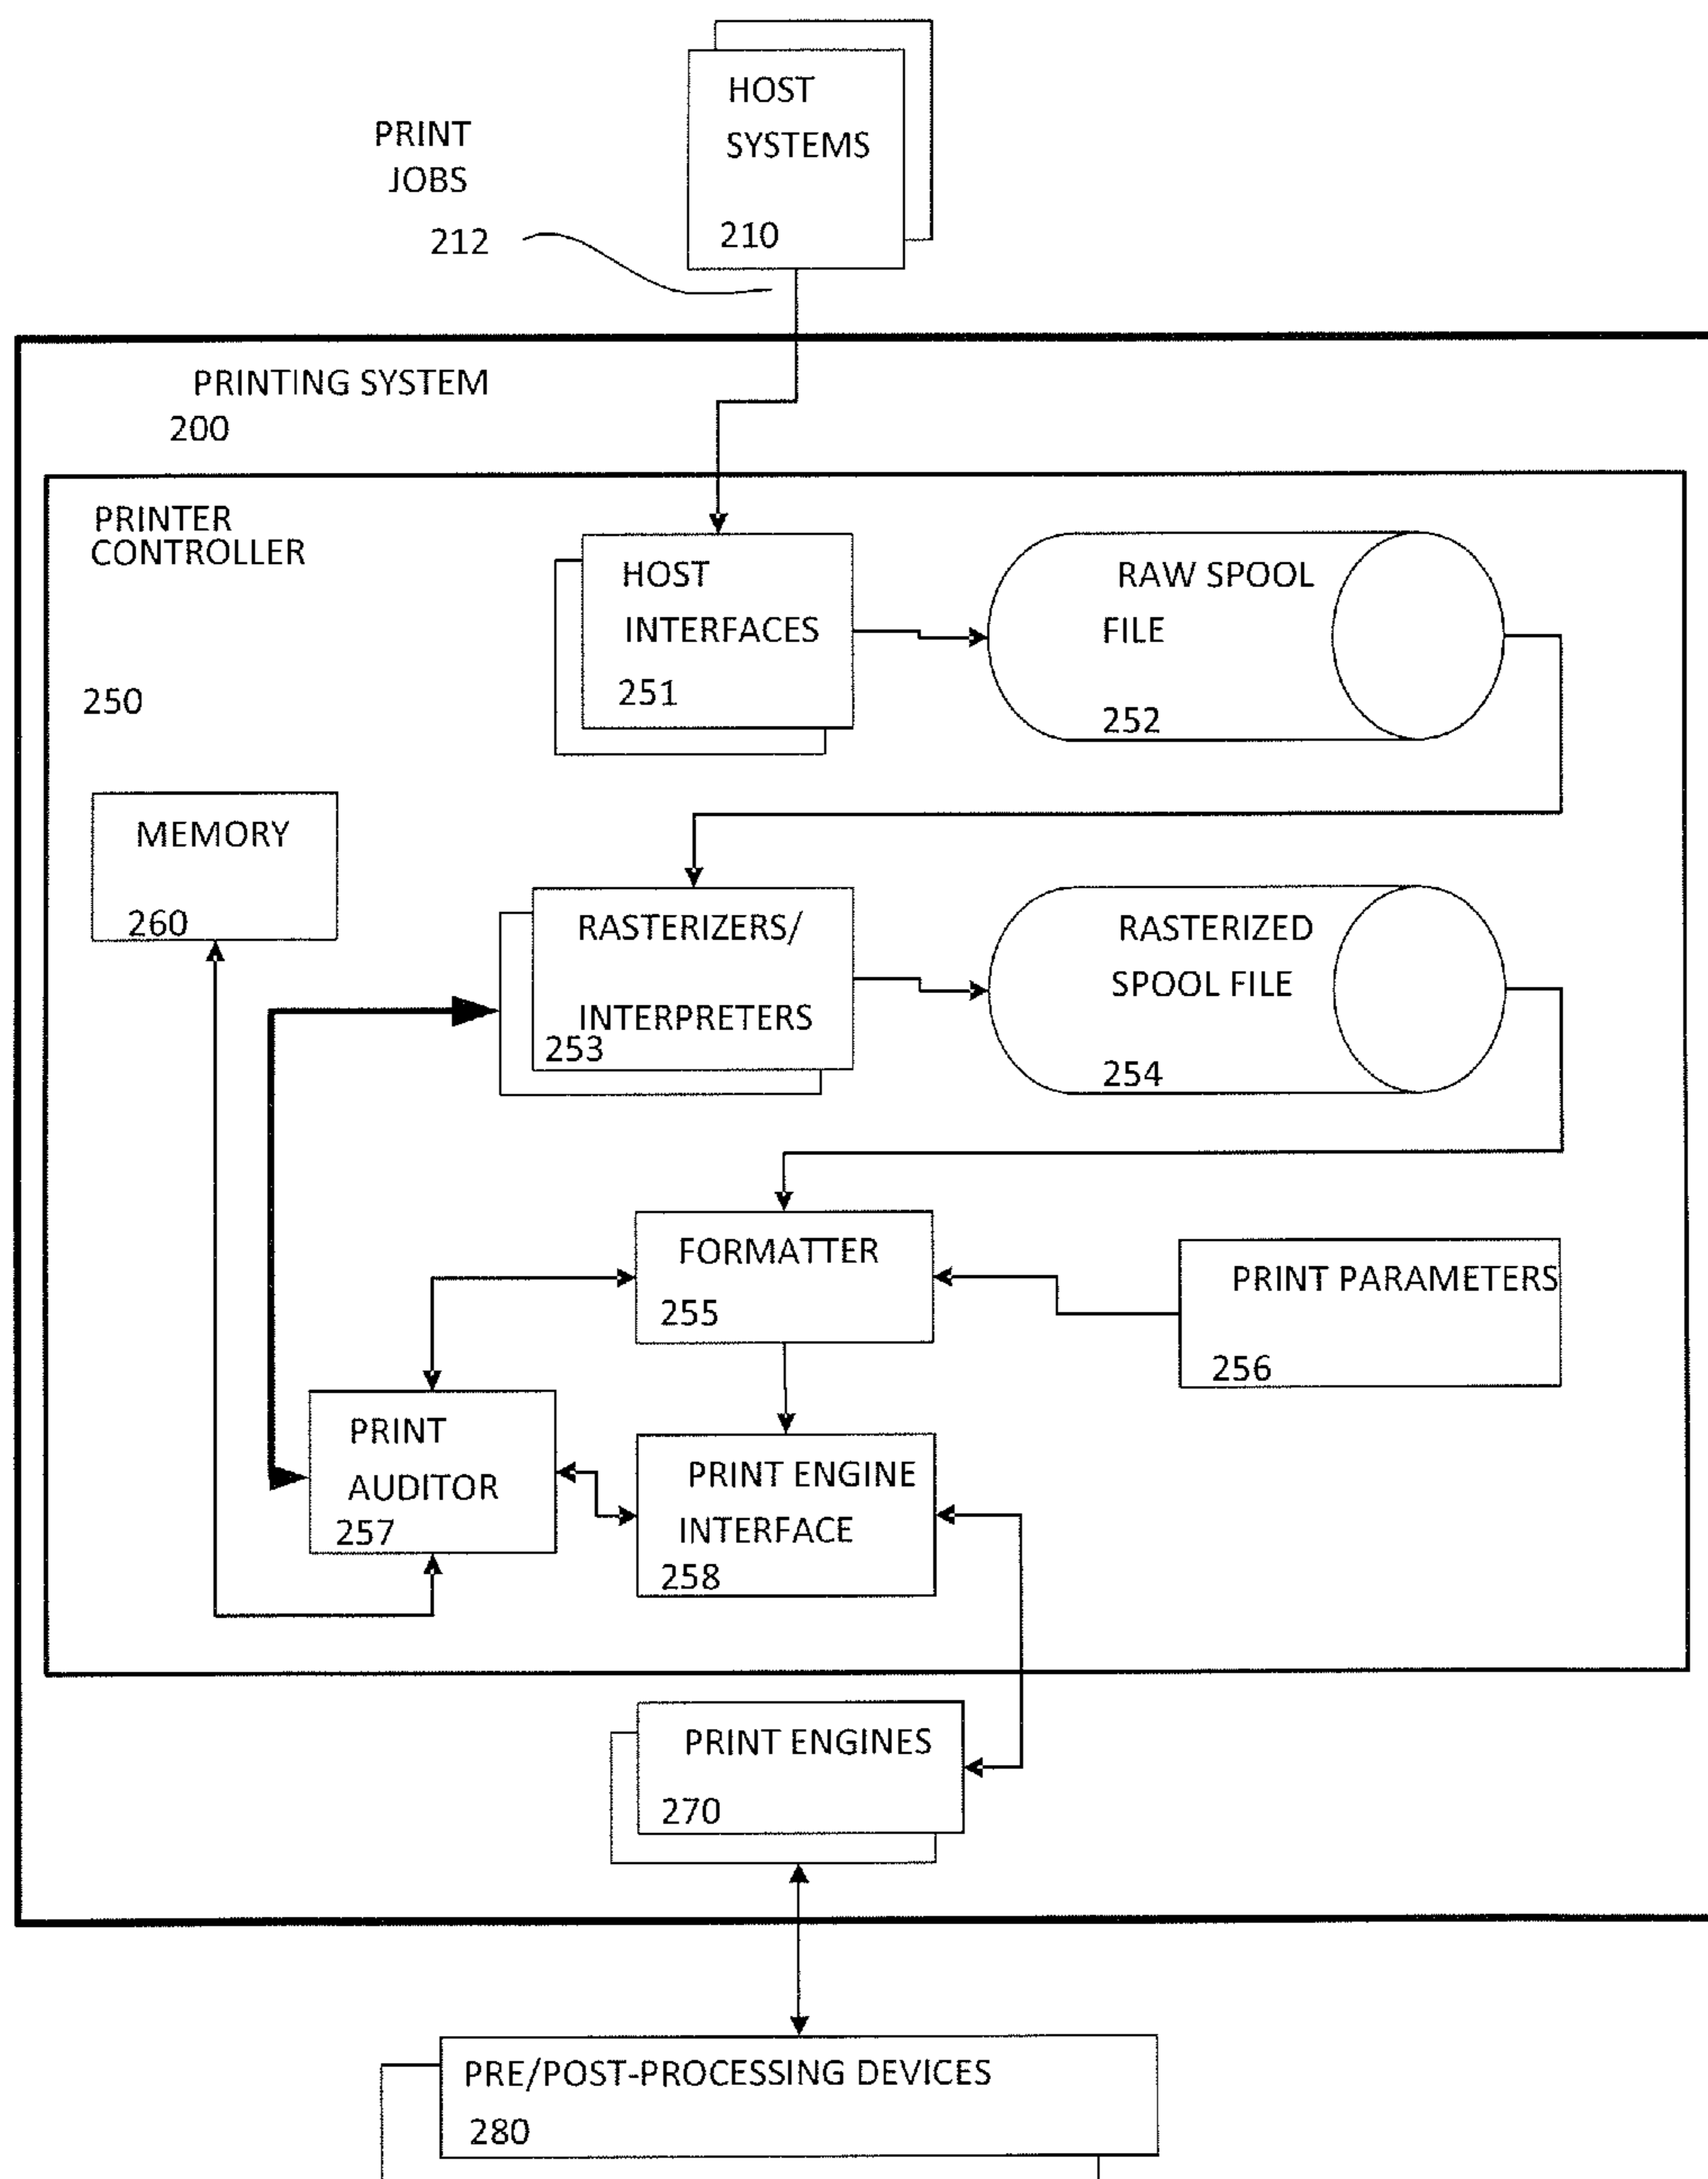 HOST
SYSTEMS
210
PRINT
JOBS
212
PRINTING SYSTEM
200
PRINTER
CONTROLLER
250
HOST
INTERFACES
251
RAW SPOOL
FILE
252
MEMORY
260
RASTERIZERS/
INTERPRETERS
253
RASTERIZED
SPOOL FILE
254
FORMATTER
255
PRINT PARAMETERS
256
PRINT
AUDITOR
257
PRINT ENGINE
INTERFACE
258
PRINT ENGINES
270
PRE/POST-PROCESSING DEVICES
280